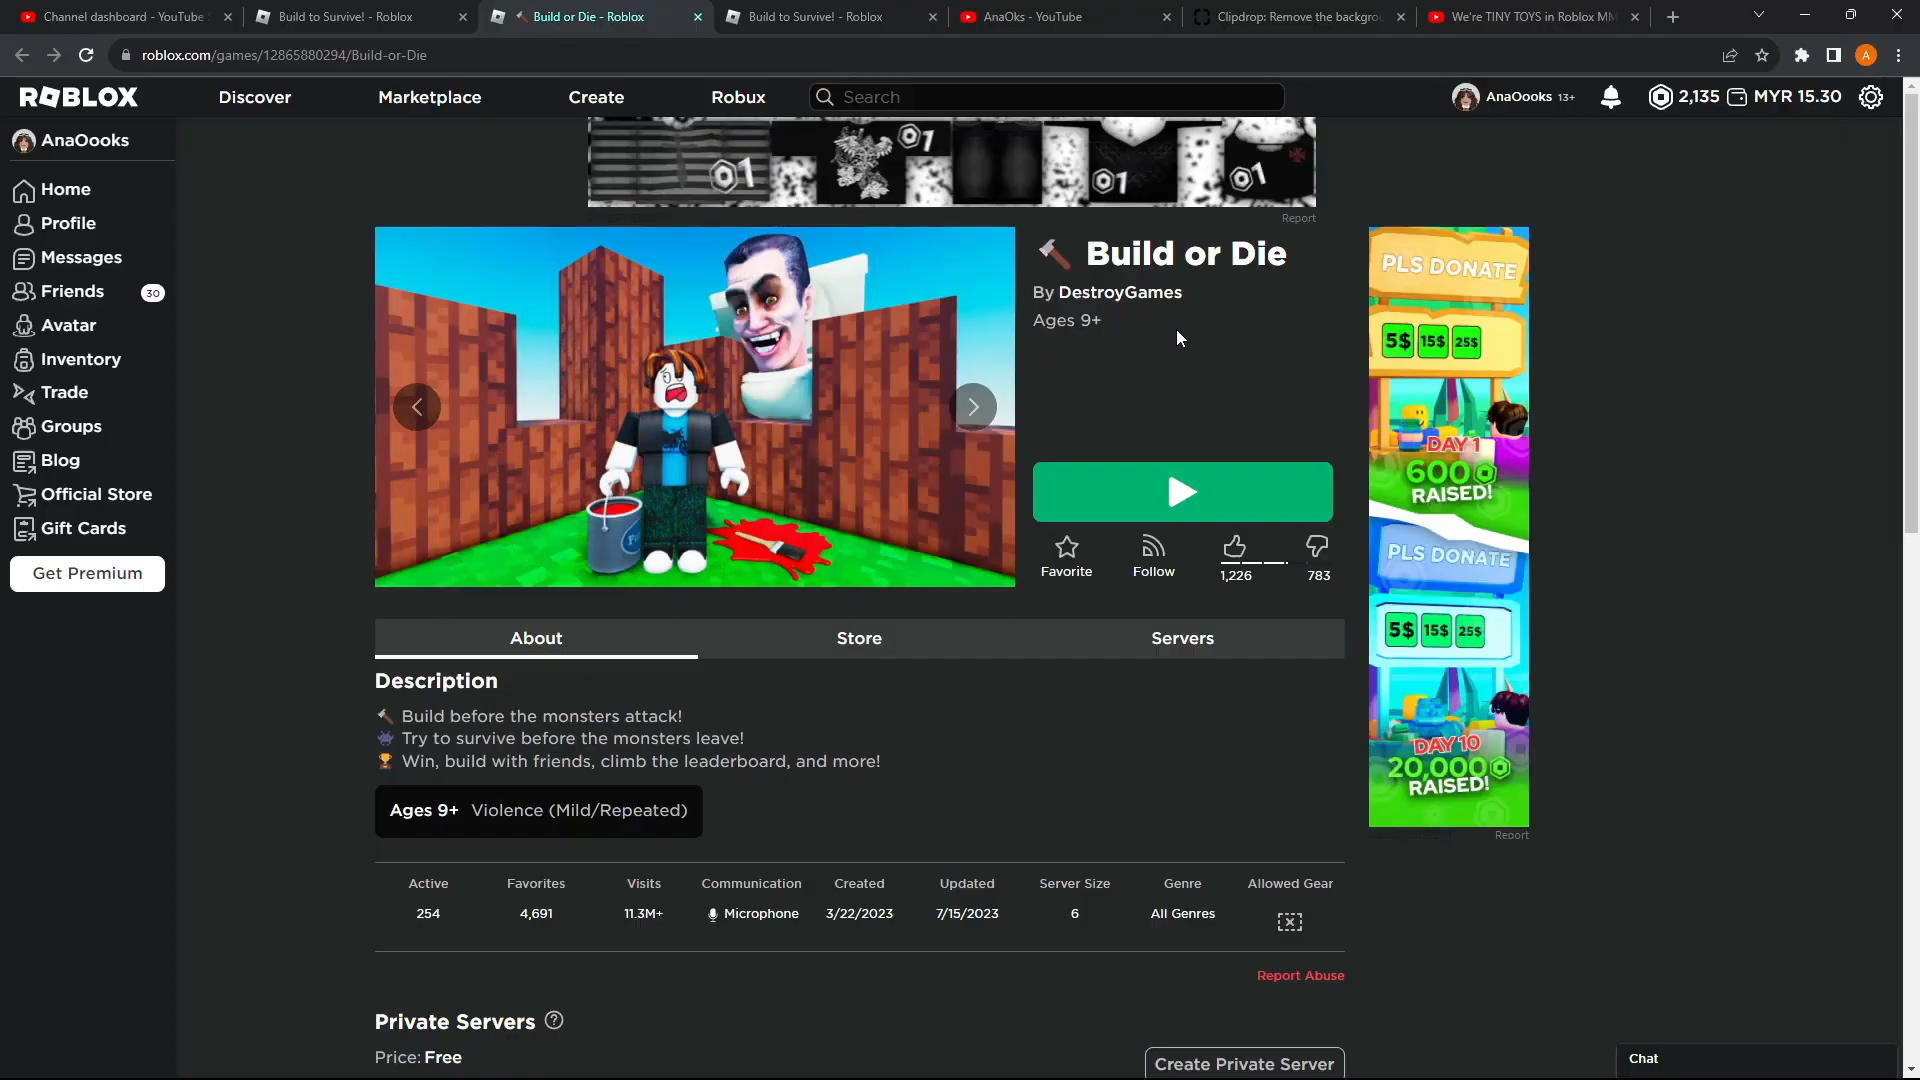 Channel dashboard - YouTube
Build to Survive! - Roblox
Build or Die - Roblox
Build to Survive! - Roblox
AnaOks - YouTube
Clipdrop: Remove the backgrou
We're TINY TOYS in Roblox MM
roblox.com/games/12865880294/Build-or-Die
A
ROBLOX
Discover
Marketplace
Create
Robux
Search
AnaOooks 13+
2,135
MYR 15.30
AnaOooks
Home
Profile
Messages
Friends 30
Avatar
Inventory
Trade
Groups
Blog
Official Store
Gift Cards
Get Premium
1
1
1
1
Report
🔨 Build or Die
By DestroyGames
Ages 9+
Favorite
Follow
1,226
783
PLS DONATE
5$ 15$ 25$
DAY 1
600
RAISED!
PLS DONATE
5$ 15$ 25$
DAY 10
20,000
RAISED!
Report
About
Store
Servers
Description
🔨 Build before the monsters attack!
👾 Try to survive before the monsters leave!
🏆 Win, build with friends, climb the leaderboard, and more!
Ages 9+ Violence (Mild/Repeated)
Active Favorites Visits Communication Created Updated Server Size Genre Allowed Gear
254 4,691 11.3M+ Microphone 3/22/2023 7/15/2023 6 All Genres
Report Abuse
Private Servers
Price: Free
Create Private Server
Chat